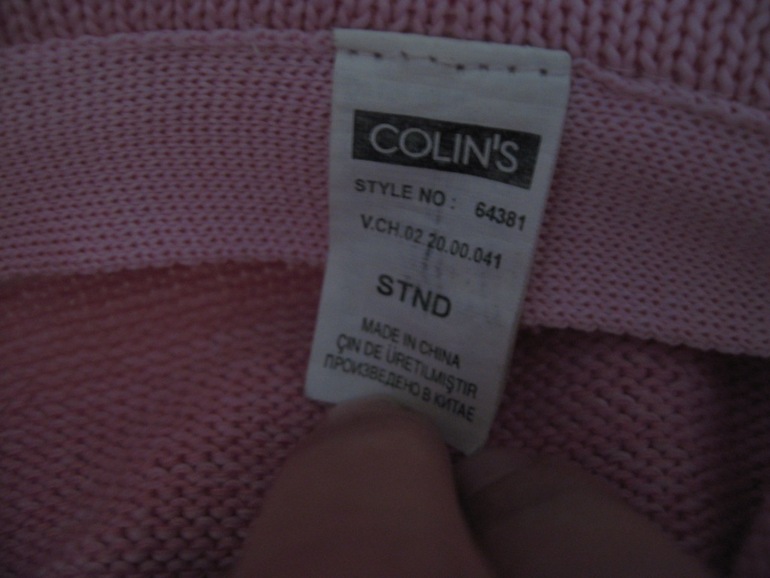 COLIN'S
STYLE NO : 64381
V.CH.02.20.00.041
STND
MADE IN CHINA
ÇIN DE ÜRETILMIŞTIR
ПРОИЗВЕДЕНО В КИТАЕ